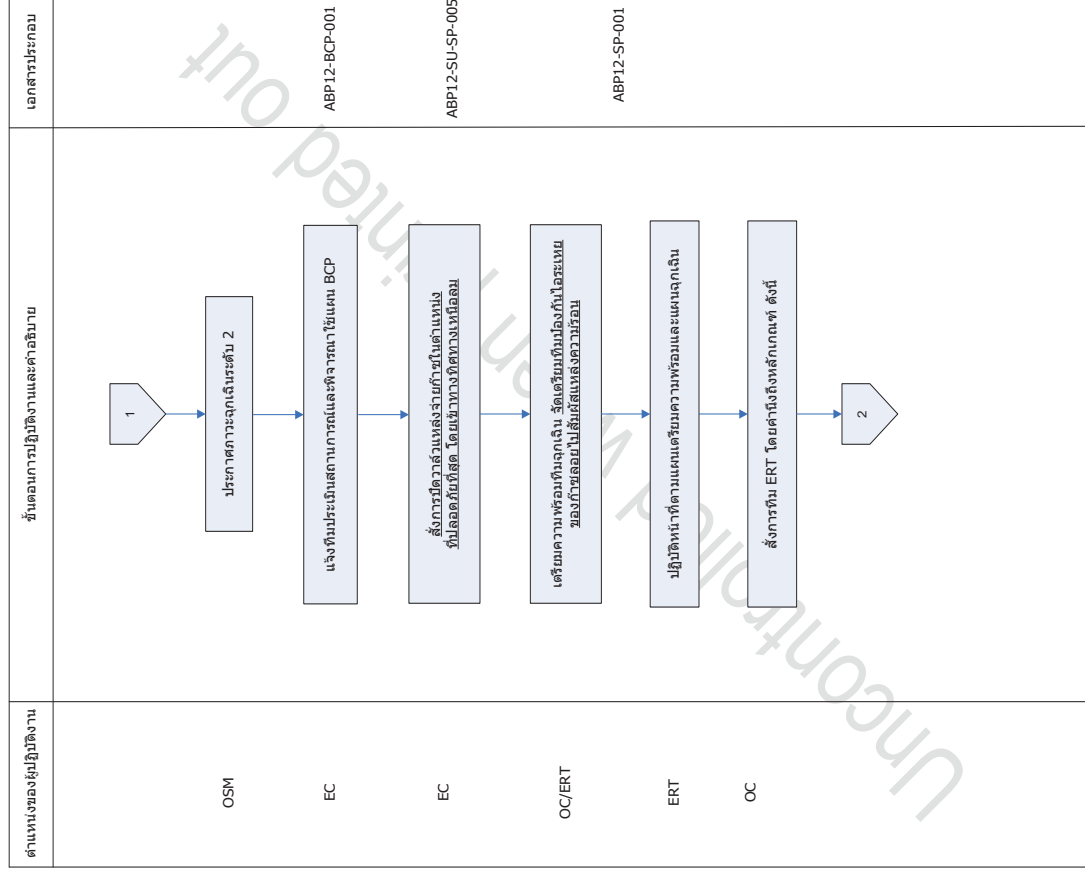 ตำแหน่งของผู้ปฏิบัติงาน
ขั้นตอนการปฏิบัติงานและคำอธิบาย
เอกสารประกอบ
1
OSM
ประกาศภาวะฉุกเฉินระดับ 2
EC
แจ้งทีมประเมินสถานการณ์และพิจารณาใช้แผน BCP
ABP12-BCP-001
EC
สั่งการปิดวาล์วแหล่งจ่ายก๊าซในตำแหน่ง
ที่ปลอดภัยที่สุด โดยเข้าทางทิศทางเหนือลม
ABP12-SU-SP-005
OC/ERT
เตรียมความพร้อมทีมฉุกเฉิน จัดเตรียมทีมป้องกันไอระเหย
ของก๊าซลอยไปสัมผัสแหล่งความร้อน
ABP12-SP-001
ERT
ปฏิบัติหน้าที่ตามแผนเตรียมความพร้อมและแผนฉุกเฉิน
OC
สั่งการทีม ERT โดยคำนึงถึงหลักเกณฑ์ ดังนี้
2
Uncontrolled when printed out